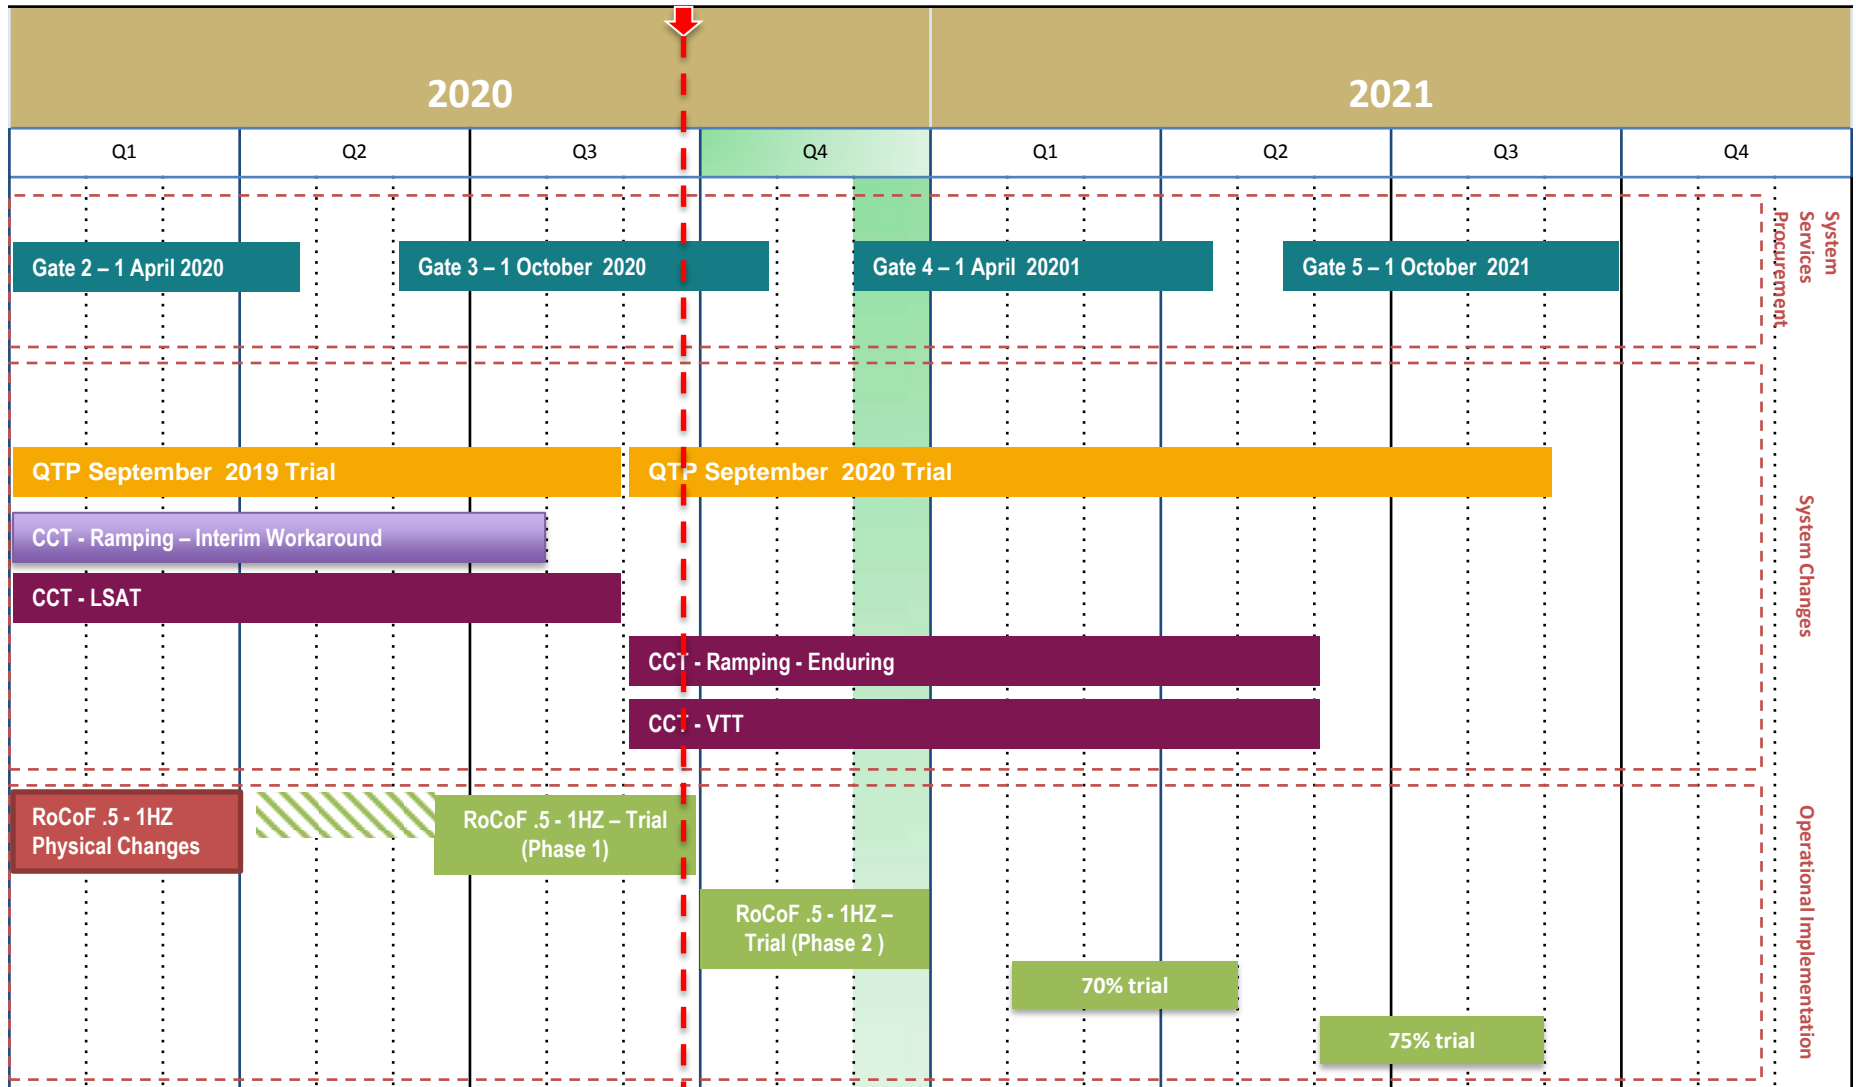 2020
2021
Q1
Q2
Q3
Q4
Q1
Q2
Q3
Q4
System
Services
Procurement
Gate 2 – 1 April 2020
Gate 3 – 1 October 2020
Gate 4 – 1 April 20201
Gate 5 – 1 October 2021
System Changes
QTP September 2019 Trial
QTP September 2020 Trial
CCT - Ramping – Interim Workaround
CCT - LSAT
CCT - Ramping - Enduring
CCT - VTT
Operational Implementation
RoCoF .5 - 1HZ
Physical Changes
RoCoF .5 - 1HZ – Trial
(Phase 1)
RoCoF .5 - 1HZ –
Trial (Phase 2 )
70% trial
75% trial